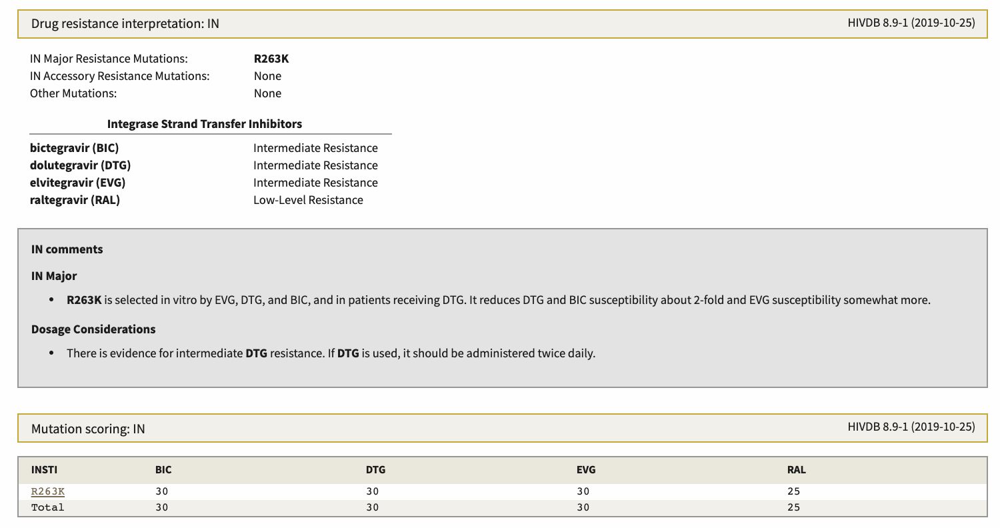 Drug resistance interpretation: IN HIVDB 8.9-1 (2019-10-25)
IN Major Resistance Mutations: R263K
IN Accessory Resistance Mutations: None
Other Mutations: None
Integrase Strand Transfer Inhibitors
bictegravir (BIC) Intermediate Resistance
dolutegravir (DTG) Intermediate Resistance
elvitegravir (EVG) Intermediate Resistance
raltegravir (RAL) Low-Level Resistance
IN comments
IN Major
• R263K is selected in vitro by EVG, DTG, and BIC, and in patients receiving DTG. It reduces DTG and BIC susceptibility about 2-fold and EVG susceptibility somewhat more.
Dosage Considerations
• There is evidence for intermediate DTG resistance. If DTG is used, it should be administered twice daily.
Mutation scoring: IN HIVDB 8.9-1 (2019-10-25)
INSTI BIC DTG EVG RAL
R263K 30 30 30 25
Total 30 30 30 25